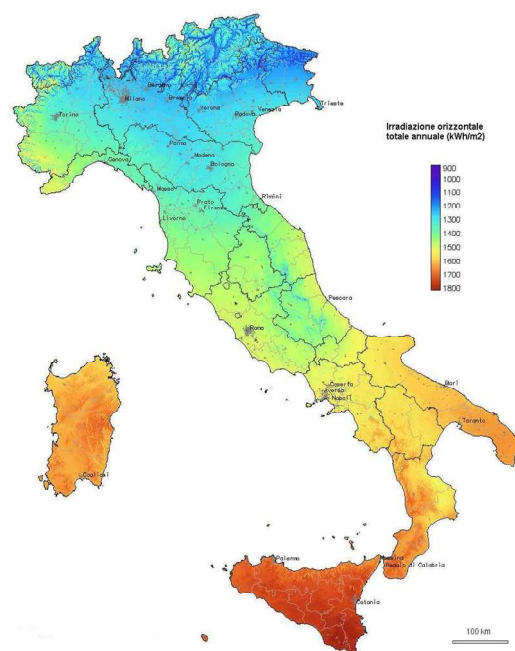 Bergamo
Milano
Brescia
Verona
Trieste
Venezia
Padova
Torino
Irradiazione orizzontale
totale annuale (kWh/m2)
Parma
Modena
Genova
Bologna
900
1000
1100
1200
1300
1400
1500
1600
1700
1800
Massa
Rimini
Prato
Firenze
Livorno
Pescara
Roma
Caserta
Aversa
Napoli
Bari
Taranto
Cagliari
Messina
Palermo
Reggio di Calabria
Catania
100 km